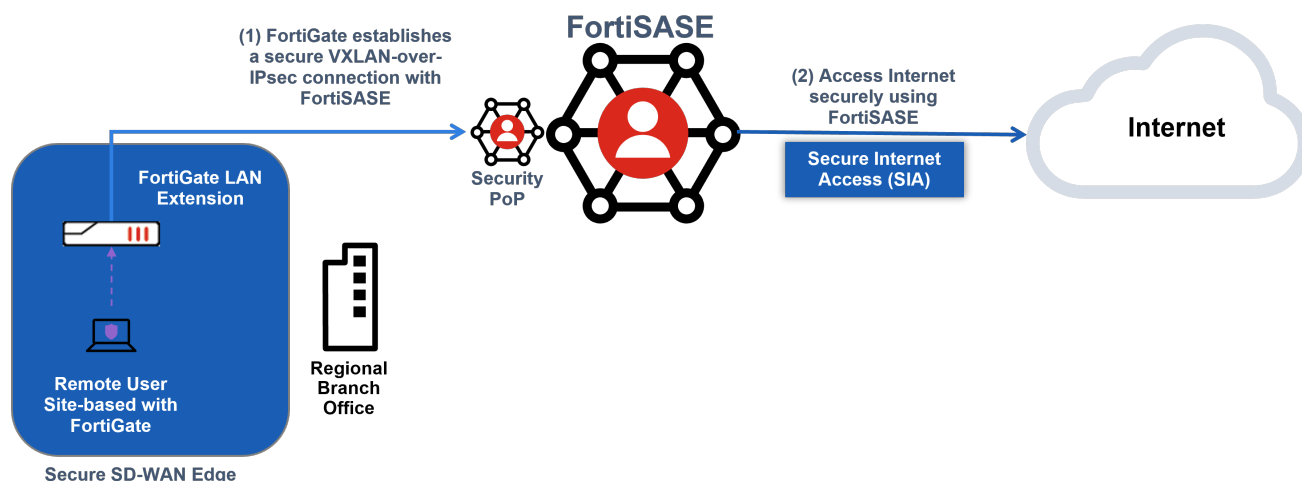 FortiSASE
(1) FortiGate establishes
a secure VXLAN-over-
IPsec connection with
FortiSASE
(2) Access Internet
securely using
FortiSASE
Secure Internet
Access (SIA)
Internet
Security
PoP
FortiGate LAN
Extension
Remote User
Site-based with
FortiGate
Regional
Branch
Office
Secure SD-WAN Edge